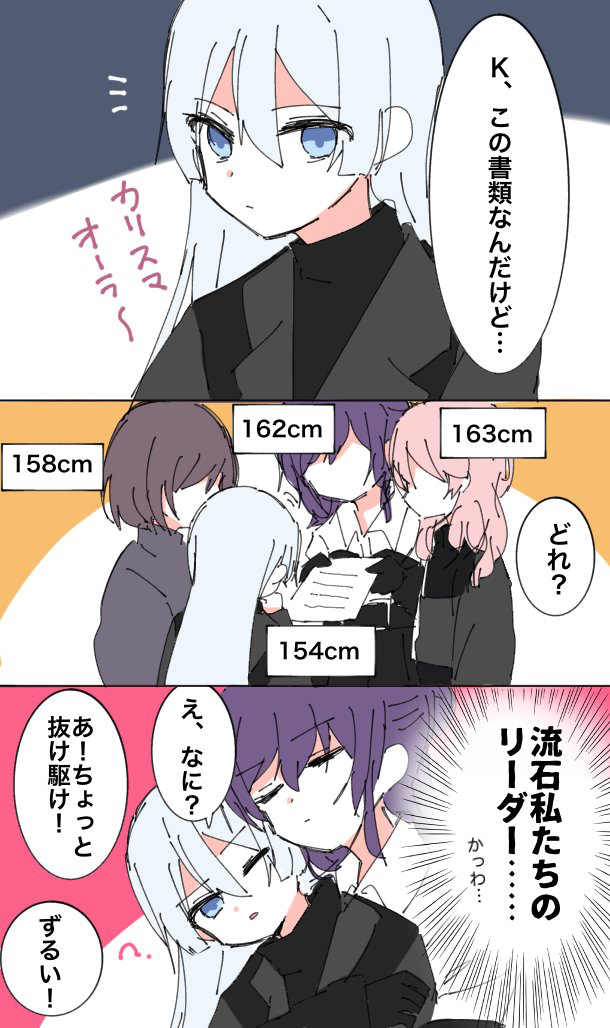 K、この書類なんだけど…
カリスマ
オーラ〜
162cm
163cm
158cm
どれ？
154cm
流石私たちの
リーダー……
かっわ…
え、なに？
あ！ちょっと
抜け駆け！
ずるい！